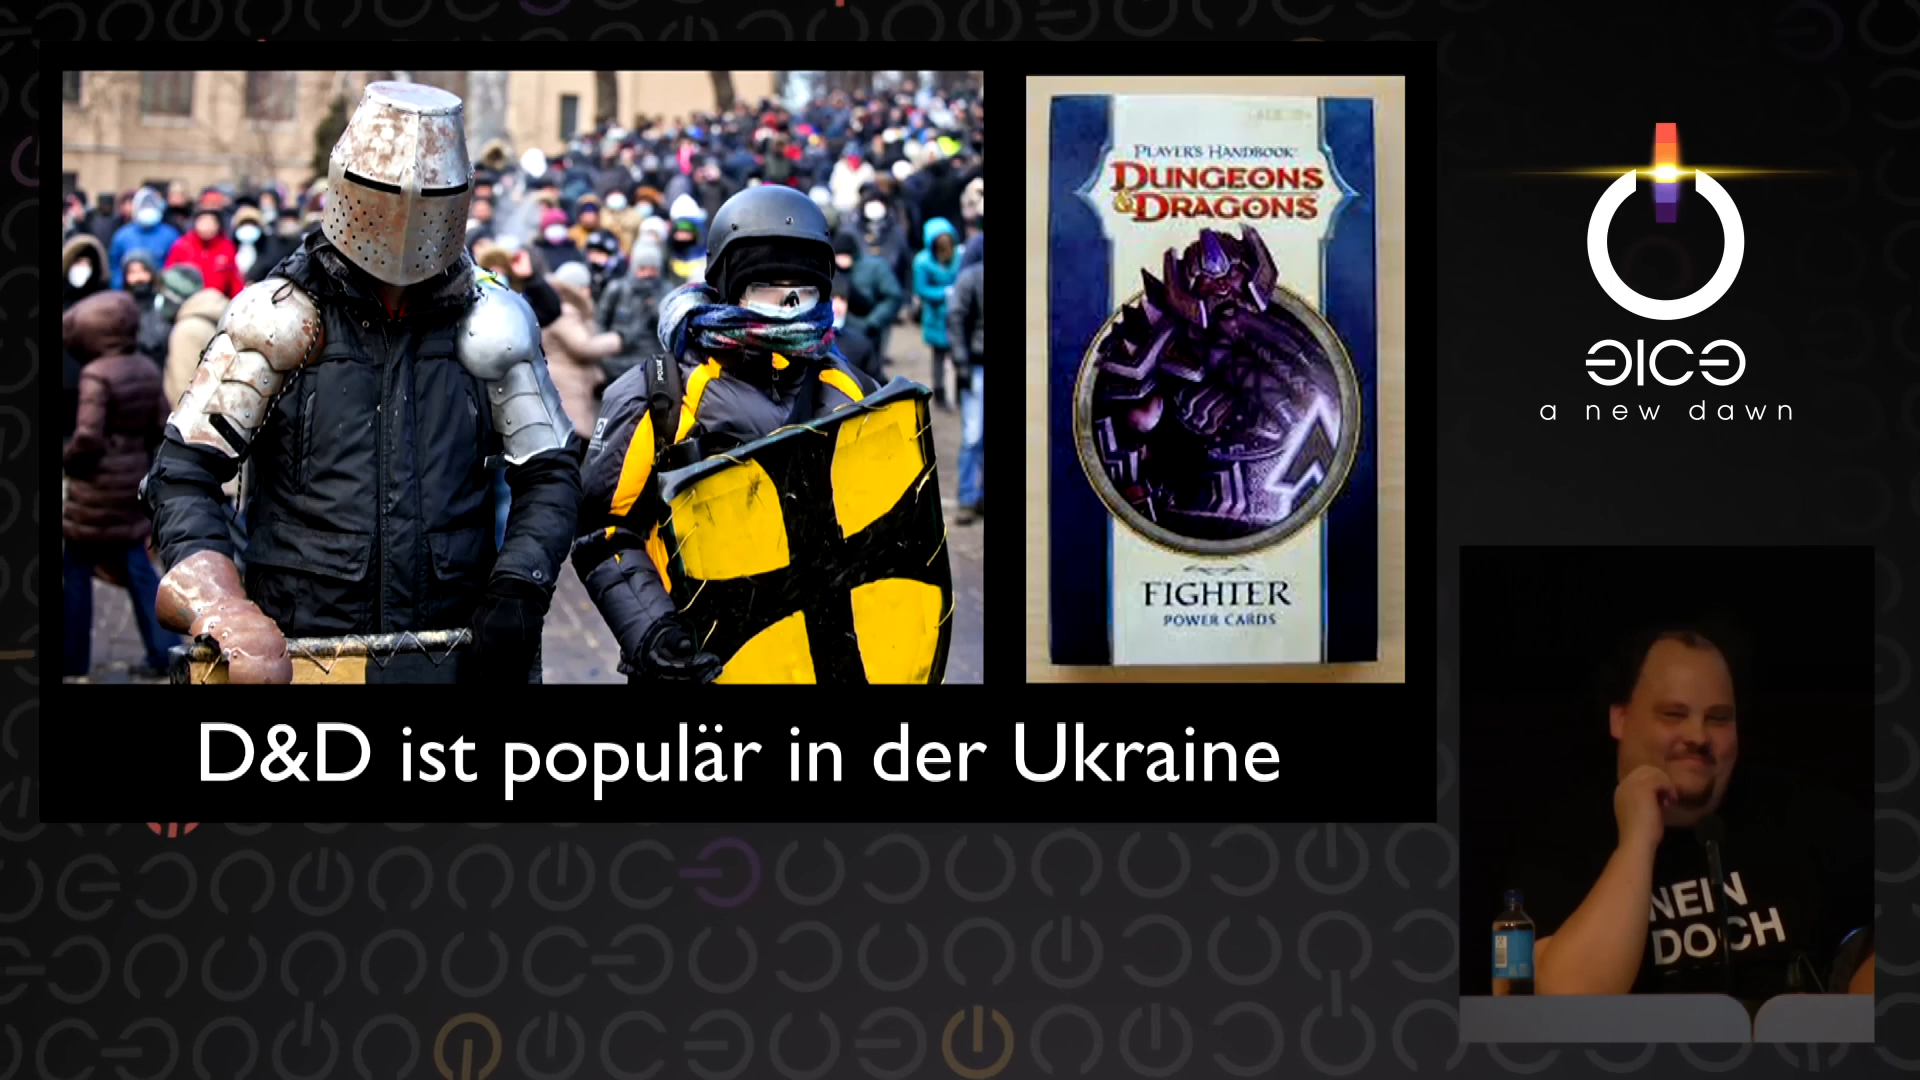 PLAYER'S HANDBOOK
DUNGEONS
& DRAGONS
FIGHTER
POWER CARDS
D&D ist populär in der Ukraine
a new dawn
NEIN
DOCH